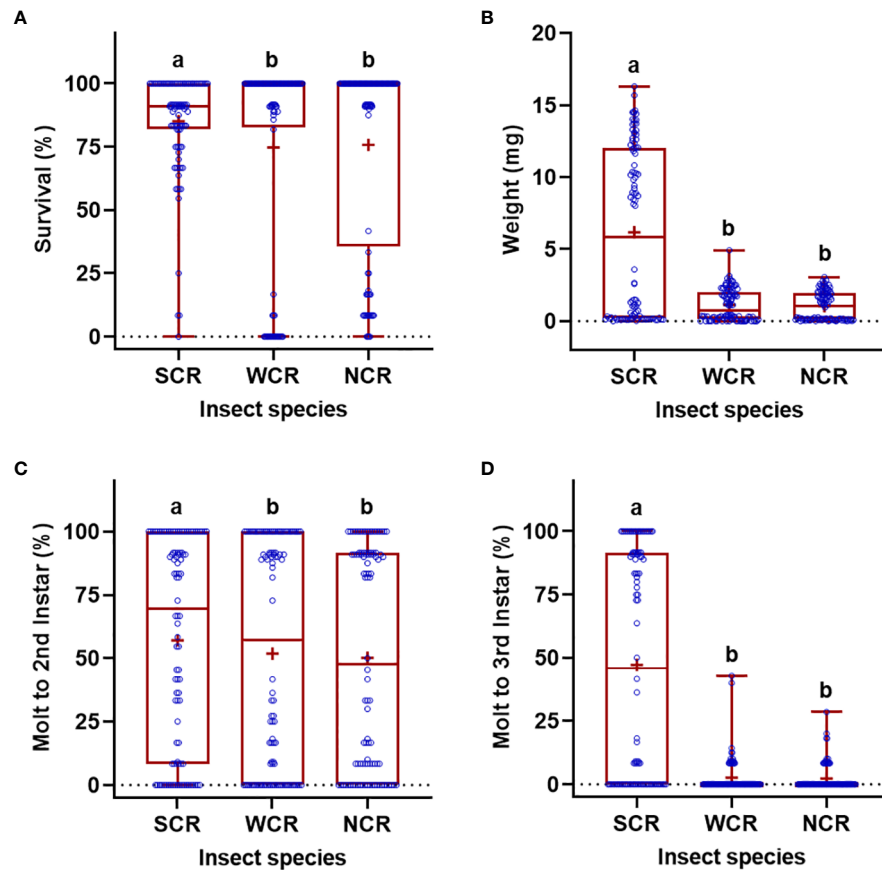 A
Survival (%)
100
75
50
25
0
a
b
b
SCR
WCR
NCR
Insect species
B
Weight (mg)
20
15
10
5
0
a
b
b
SCR
WCR
NCR
Insect species
C
Molt to 2nd Instar (%)
100
75
50
25
0
a
b
b
SCR
WCR
NCR
Insect species
D
Molt to 3rd Instar (%)
100
75
50
25
0
a
b
b
SCR
WCR
NCR
Insect species